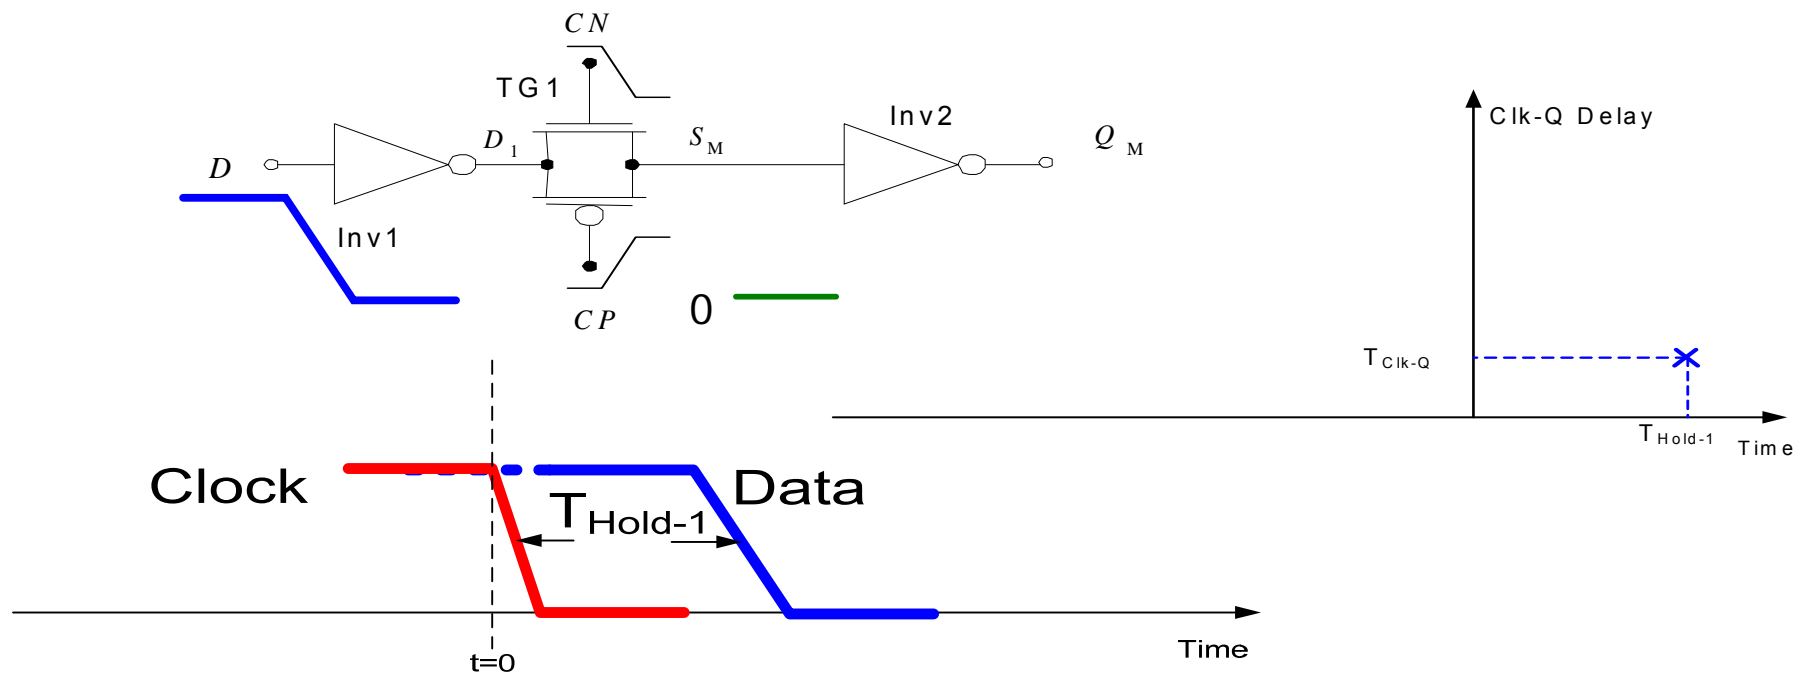 CN
TG1
Inv2
Clk-Q Delay
D
D1
SM
QM
Inv1
CP
0
TClk-Q
THold-1
Time
Clock
THold-1
Data
Time
t=0